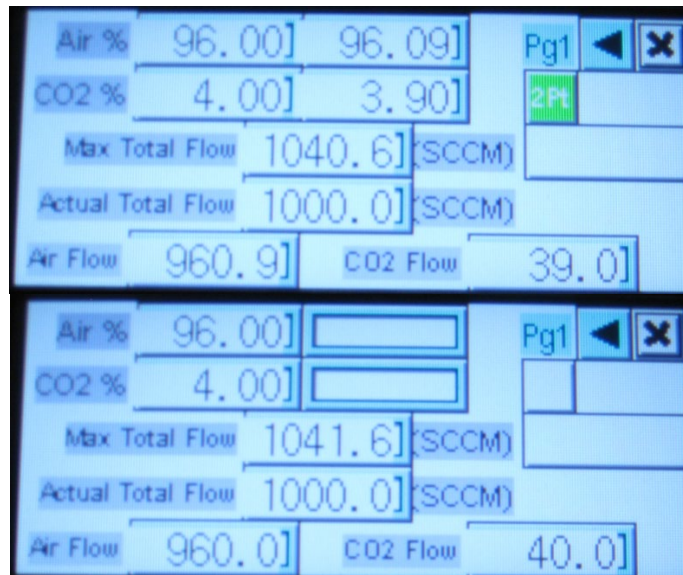 Air % 96.00] 96.09] Pg1
CO2 % 4.00] 3.90] 2Pt
Max Total Flow 1040.6] (SCCM)
Actual Total Flow 1000.0] (SCCM)
Air Flow 960.9] CO2 Flow 39.0]
Air % 96.00] Pg1
CO2 % 4.00]
Max Total Flow 1041.6] (SCCM)
Actual Total Flow 1000.0] (SCCM)
Air Flow 960.0] CO2 Flow 40.0]